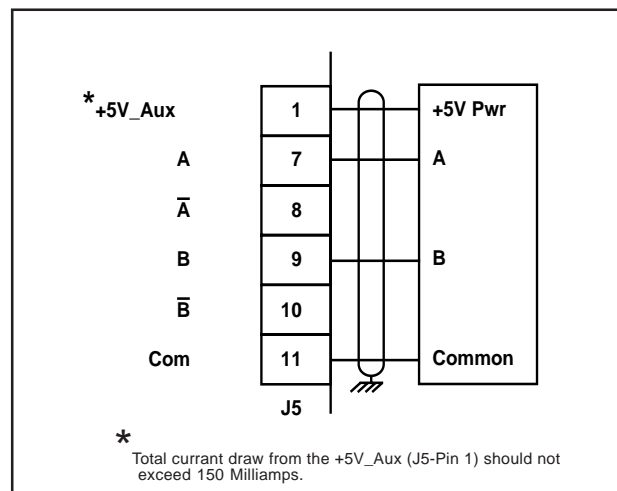 *+5V_Aux 1 +5V Pwr
A 7 A
A̅ 8
B 9 B
B̅ 10
Com 11 Common
J5
*
Total currant draw from the +5V_Aux (J5-Pin 1) should not
exceed 150 Milliamps.